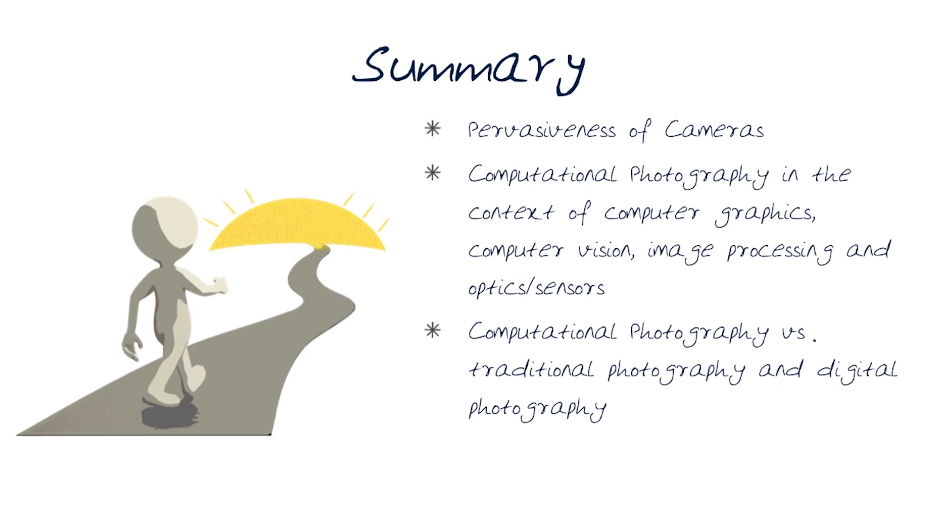 Summary
* Pervasiveness of Cameras
* Computational Photography in the
context of computer graphics,
computer vision, image processing and
optics/sensors
* Computational Photography vs.
traditional photography and digital
photography